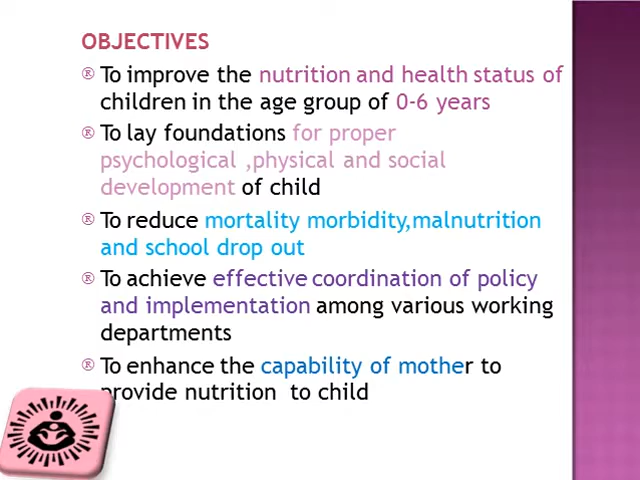 OBJECTIVES
® To improve the nutrition and health status of
children in the age group of 0-6 years
® To lay foundations for proper
psychological ,physical and social
development of child
® To reduce mortality morbidity,malnutrition
and school drop out
® To achieve effective coordination of policy
and implementation among various working
departments
® To enhance the capability of mother to
provide nutrition to child